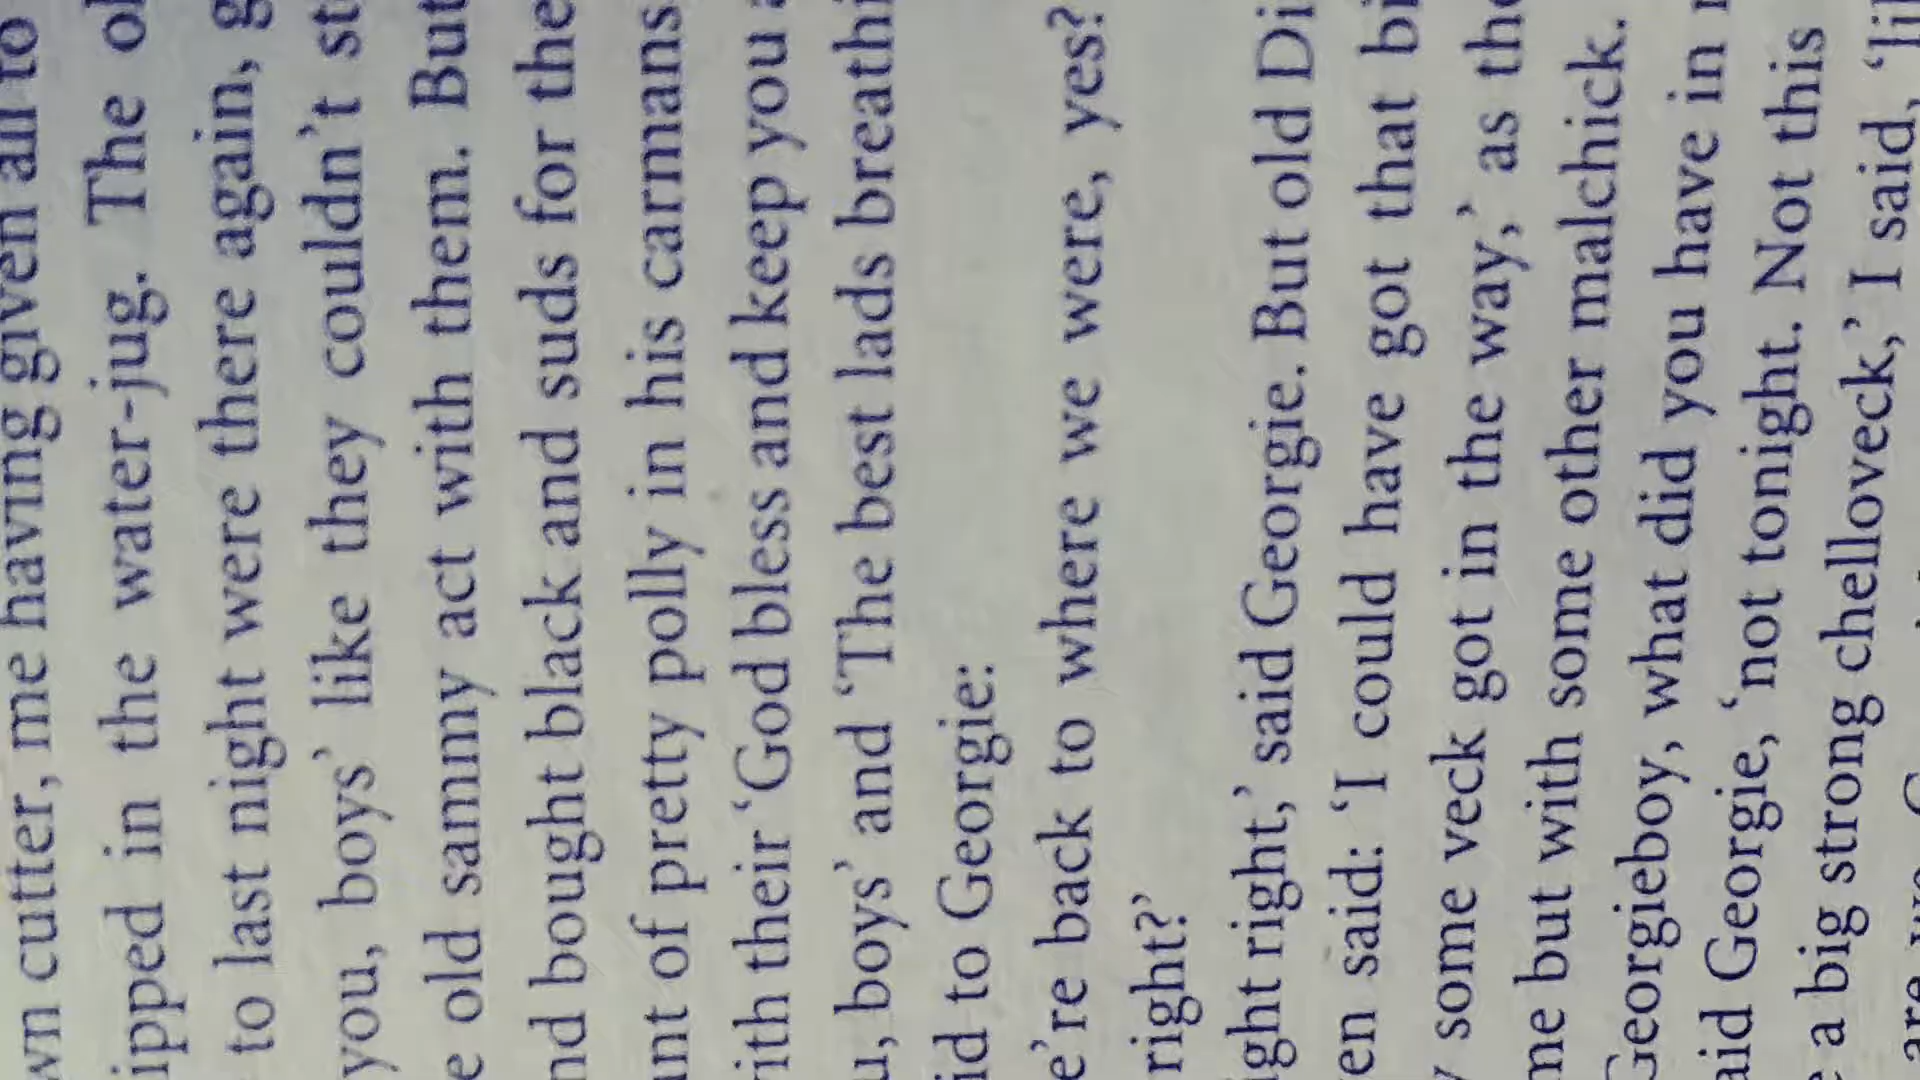 wn cutter, me having given all to
ipped in the water-jug. The ol
to last night were there again, g
you, boys' like they couldn't st
e old sammy act with them. But
nd bought black and suds for the
unt of pretty polly in his carmans
ith their 'God bless and keep you a
u, boys' and 'The best lads breathi
id to Georgie:
e're back to where we were, yes?
right?'
ght right,' said Georgie. But old Di
en said: 'I could have got that bi
y some veck got in the way,' as the
me but with some other malchick.
Georgieboy, what did you have in
aid Georgie, 'not tonight. Not this
e a big strong chelloveck,' I said, 'lik